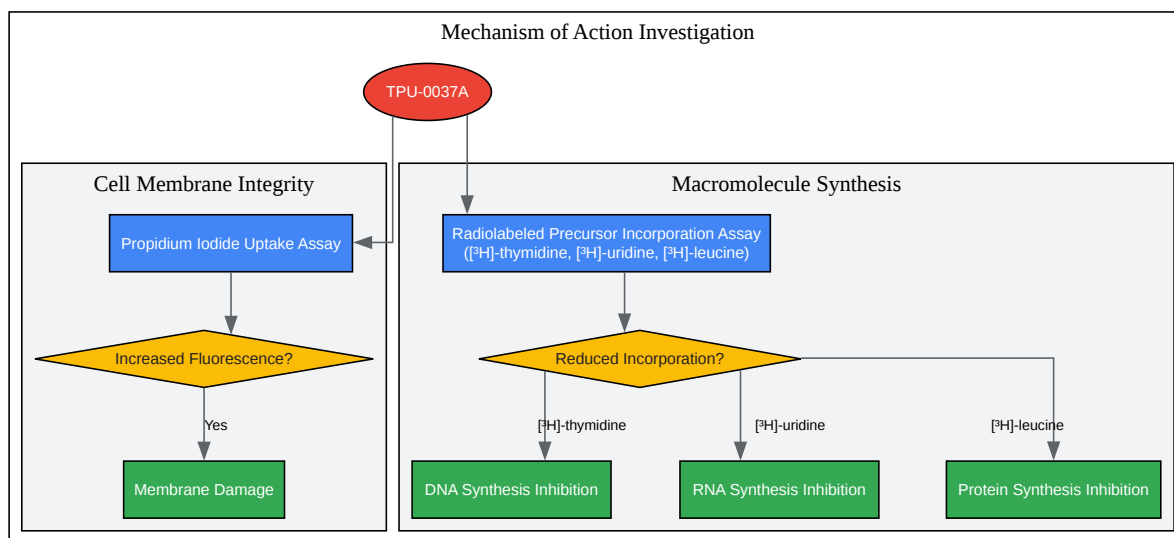 Mechanism of Action Investigation
TPU-0037A
Cell Membrane Integrity
Propidium Iodide Uptake Assay
Increased Fluorescence?
Yes
Membrane Damage
Macromolecule Synthesis
Radiolabeled Precursor Incorporation Assay
([³H]-thymidine, [³H]-uridine, [³H]-leucine)
Reduced Incorporation?
[³H]-thymidine
[³H]-uridine
[³H]-leucine
DNA Synthesis Inhibition
RNA Synthesis Inhibition
Protein Synthesis Inhibition